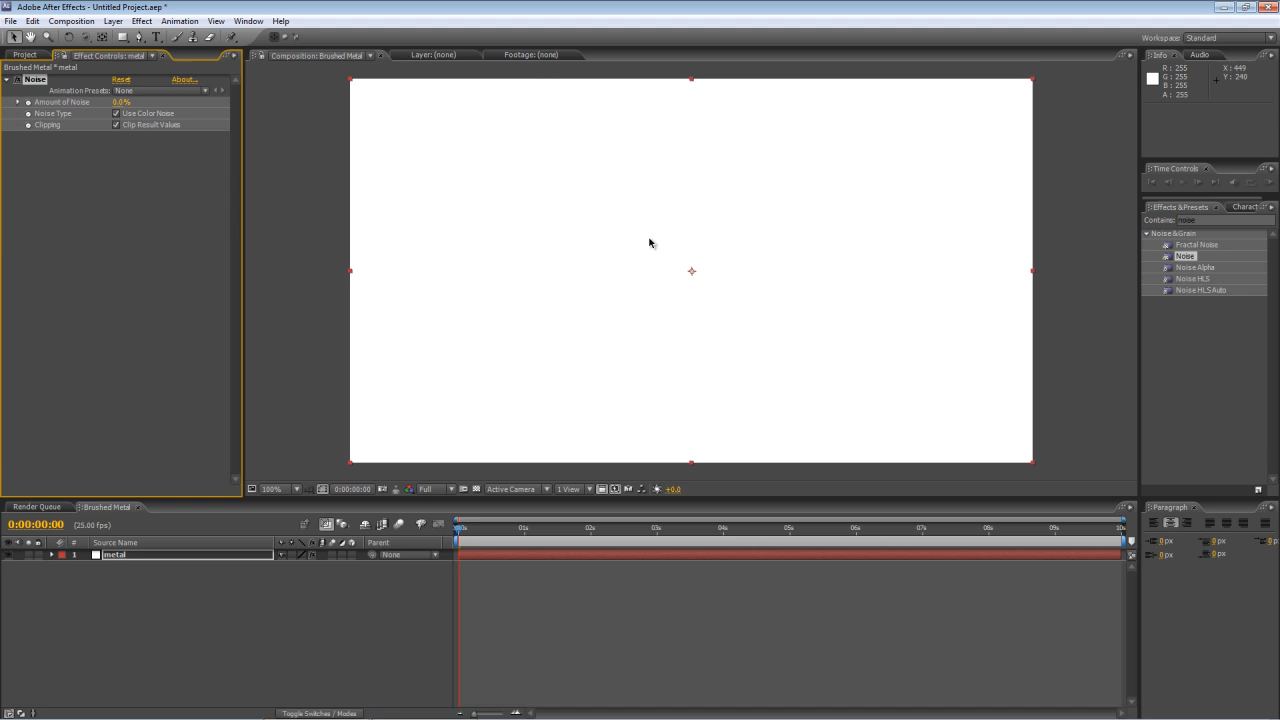 Adobe After Effects - Untitled Project.aep *
File Edit Composition Layer Effect Animation View Window Help
Workspace: Standard
Project Effect Controls: metal
Composition: Brushed Metal Layer: (none) Footage: (none)
Info Audio
Brushed Metal * metal
Noise Reset About...
Animation Presets: None
Amount of Noise 0.0 %
Noise Type Use Color Noise
Clipping Clip Result Values
R : 255 X : 449
G : 255 Y : 240
B : 255
A : 255
Time Controls
Effects & Presets Charact
Contains: noise
Noise & Grain
Fractal Noise
Noise
Noise Alpha
Noise HLS
Noise HLS Auto
100% 0:00:00:00 Full Active Camera 1 View +0.0
Render Queue Brushed Metal
0:00:00:00 (25.00 fps)
01s 02s 03s 04s 05s 06s 07s 08s 09s 10s
# Source Name Parent
1 metal None
Paragraph
0 px 0 px 0 p
0 px 0 px
Toggle Switches / Modes